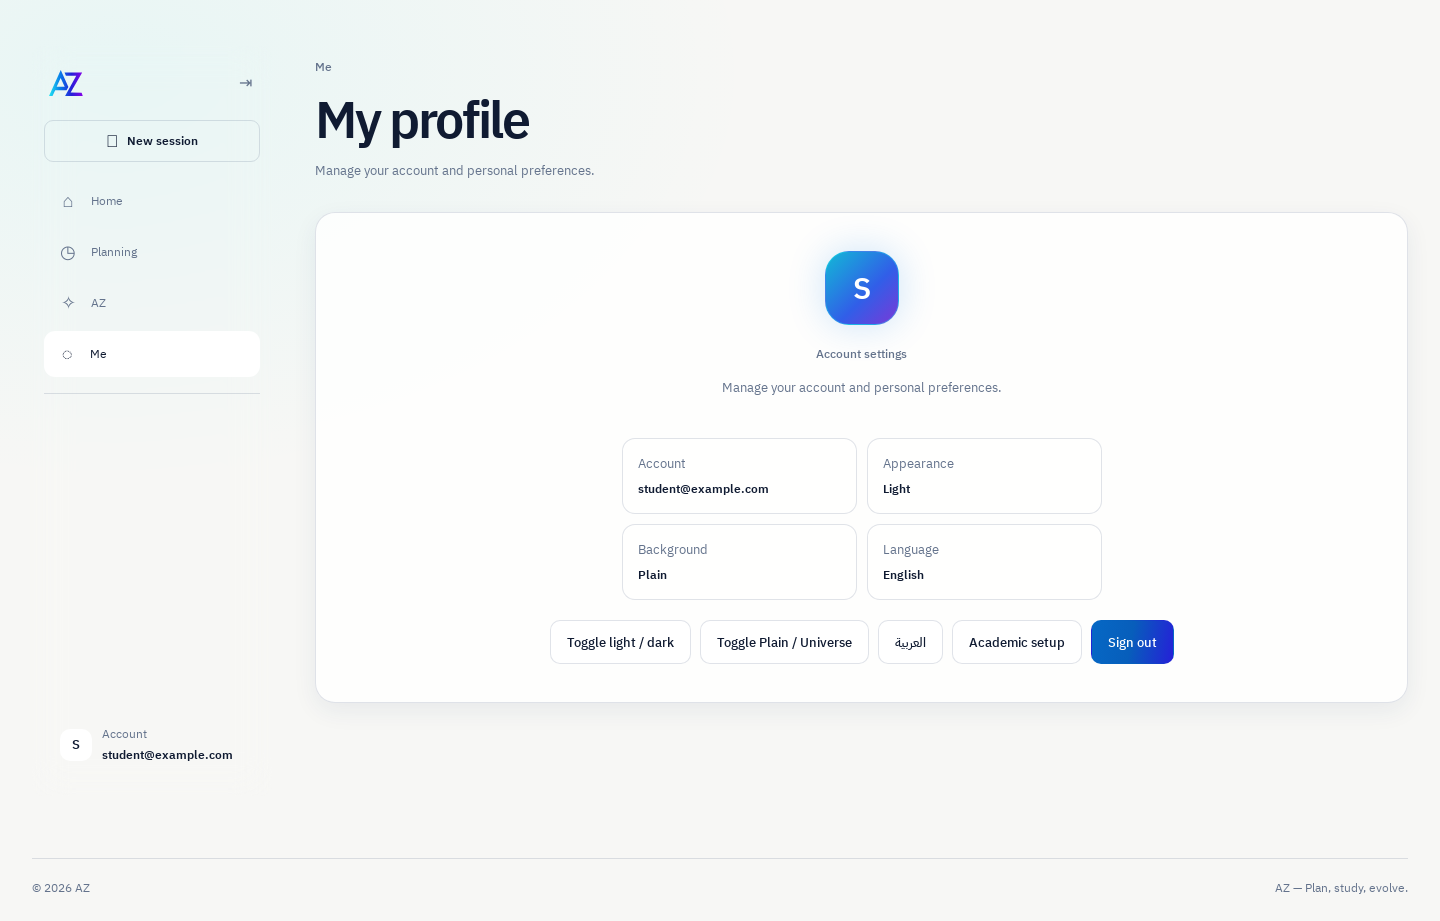 AZ
New session
Home
Planning
AZ
Me
Account
S
student@example.com
Me
My profile
Manage your account and personal preferences.
S
Account settings
Manage your account and personal preferences.
Account
student@example.com
Appearance
Light
Background
Plain
Language
English
Toggle light / dark
Toggle Plain / Universe
العربية
Academic setup
Sign out
© 2026 AZ
AZ — Plan, study, evolve.